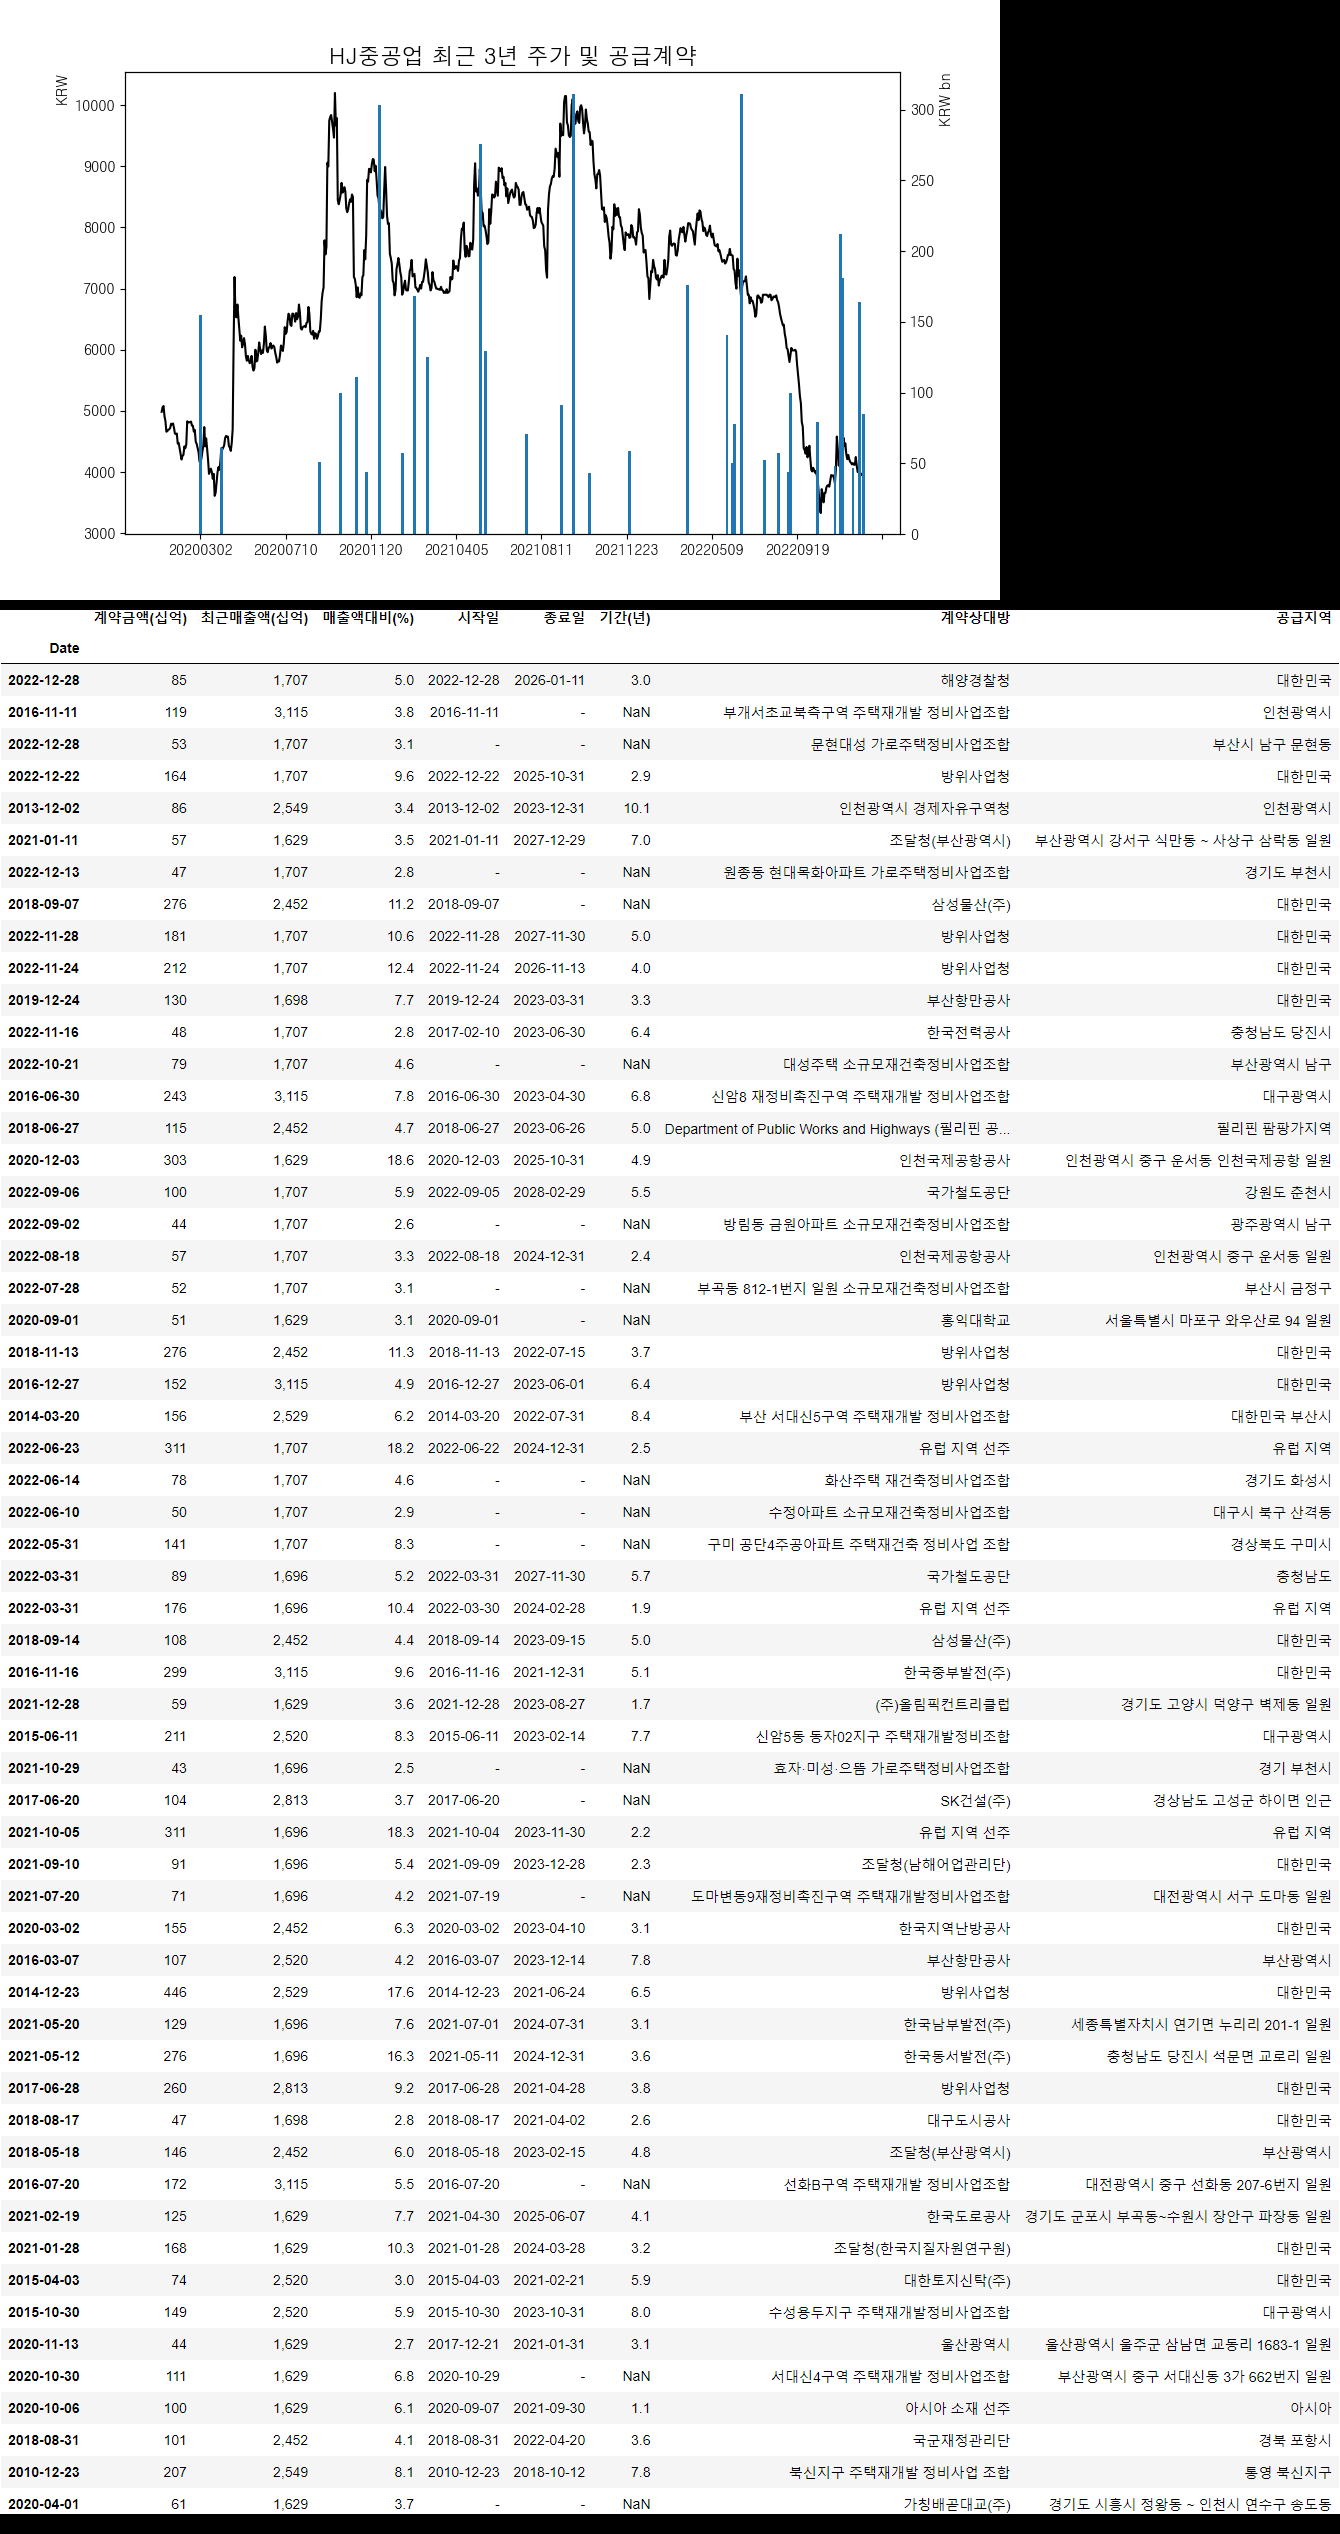 HJ중공업 최근 3년 주가 및 공급계약
KRW
KRW bn
10000
9000
8000
7000
6000
5000
4000
3000
300
250
200
150
100
50
0
20200302 20200710 20201120 20210405 20210811 20211223 20220509 20220919
계약금액(십억) 최근매출액(십억) 매출액대비(%) 시작일 종료일 기간(년) 계약상대방 공급지역
Date
2022-12-28 85 1,707 5.0 2022-12-28 2026-01-11 3.0 해양경찰청 대한민국
2016-11-11 119 3,115 3.8 2016-11-11 - NaN 부개서초교북측구역 주택재개발 정비사업조합 인천광역시
2022-12-28 53 1,707 3.1 - - NaN 문현대성 가로주택정비사업조합 부산시 남구 문현동
2022-12-22 164 1,707 9.6 2022-12-22 2025-10-31 2.9 방위사업청 대한민국
2013-12-02 86 2,549 3.4 2013-12-02 2023-12-31 10.1 인천광역시 경제자유구역청 인천광역시
2021-01-11 57 1,629 3.5 2021-01-11 2027-12-29 7.0 조달청(부산광역시) 부산광역시 강서구 식만동 ~ 사상구 삼락동 일원
2022-12-13 47 1,707 2.8 - - NaN 원종동 현대목화아파트 가로주택정비사업조합 경기도 부천시
2018-09-07 276 2,452 11.2 2018-09-07 - NaN 삼성물산(주) 대한민국
2022-11-28 181 1,707 10.6 2022-11-28 2027-11-30 5.0 방위사업청 대한민국
2022-11-24 212 1,707 12.4 2022-11-24 2026-11-13 4.0 방위사업청 대한민국
2019-12-24 130 1,698 7.7 2019-12-24 2023-03-31 3.3 부산항만공사 대한민국
2022-11-16 48 1,707 2.8 2017-02-10 2023-06-30 6.4 한국전력공사 충청남도 당진시
2022-10-21 79 1,707 4.6 - - NaN 대성주택 소규모재건축정비사업조합 부산광역시 남구
2016-06-30 243 3,115 7.8 2016-06-30 2023-04-30 6.8 신암8 재정비촉진구역 주택재개발 정비사업조합 대구광역시
2018-06-27 115 2,452 4.7 2018-06-27 2023-06-26 5.0 Department of Public Works and Highways (필리핀 공... 필리핀 팜팡가지역
2020-12-03 303 1,629 18.6 2020-12-03 2025-10-31 4.9 인천국제공항공사 인천광역시 중구 운서동 인천국제공항 일원
2022-09-06 100 1,707 5.9 2022-09-05 2028-02-29 5.5 국가철도공단 강원도 춘천시
2022-09-02 44 1,707 2.6 - - NaN 방림동 금원아파트 소규모재건축정비사업조합 광주광역시 남구
2022-08-18 57 1,707 3.3 2022-08-18 2024-12-31 2.4 인천국제공항공사 인천광역시 중구 운서동 일원
2022-07-28 52 1,707 3.1 - - NaN 부곡동 812-1번지 일원 소규모재건축정비사업조합 부산시 금정구
2020-09-01 51 1,629 3.1 2020-09-01 - NaN 홍익대학교 서울특별시 마포구 와우산로 94 일원
2018-11-13 276 2,452 11.3 2018-11-13 2022-07-15 3.7 방위사업청 대한민국
2016-12-27 152 3,115 4.9 2016-12-27 2023-06-01 6.4 방위사업청 대한민국
2014-03-20 156 2,529 6.2 2014-03-20 2022-07-31 8.4 부산 서대신5구역 주택재개발 정비사업조합 대한민국 부산시
2022-06-23 311 1,707 18.2 2022-06-22 2024-12-31 2.5 유럽 지역 선주 유럽 지역
2022-06-14 78 1,707 4.6 - - NaN 화산주택 재건축정비사업조합 경기도 화성시
2022-06-10 50 1,707 2.9 - - NaN 수정아파트 소규모재건축정비사업조합 대구시 북구 산격동
2022-05-31 141 1,707 8.3 - - NaN 구미 공단4주공아파트 주택재건축 정비사업 조합 경상북도 구미시
2022-03-31 89 1,696 5.2 2022-03-31 2027-11-30 5.7 국가철도공단 충청남도
2022-03-31 176 1,696 10.4 2022-03-30 2024-02-28 1.9 유럽 지역 선주 유럽 지역
2018-09-14 108 2,452 4.4 2018-09-14 2023-09-15 5.0 삼성물산(주) 대한민국
2016-11-16 299 3,115 9.6 2016-11-16 2021-12-31 5.1 한국중부발전(주) 대한민국
2021-12-28 59 1,629 3.6 2021-12-28 2023-08-27 1.7 (주)올림픽컨트리클럽 경기도 고양시 덕양구 벽제동 일원
2015-06-11 211 2,520 8.3 2015-06-11 2023-02-14 7.7 신암5동 동자02지구 주택재개발정비조합 대구광역시
2021-10-29 43 1,696 2.5 - - NaN 효자·미성·으뜸 가로주택정비사업조합 경기 부천시
2017-06-20 104 2,813 3.7 2017-06-20 - NaN SK건설(주) 경상남도 고성군 하이면 인근
2021-10-05 311 1,696 18.3 2021-10-04 2023-11-30 2.2 유럽 지역 선주 유럽 지역
2021-09-10 91 1,696 5.4 2021-09-09 2023-12-28 2.3 조달청(남해어업관리단) 대한민국
2021-07-20 71 1,696 4.2 2021-07-19 - NaN 도마변동9재정비촉진구역 주택재개발정비사업조합 대전광역시 서구 도마동 일원
2020-03-02 155 2,452 6.3 2020-03-02 2023-04-10 3.1 한국지역난방공사 대한민국
2016-03-07 107 2,520 4.2 2016-03-07 2023-12-14 7.8 부산항만공사 부산광역시
2014-12-23 446 2,529 17.6 2014-12-23 2021-06-24 6.5 방위사업청 대한민국
2021-05-20 129 1,696 7.6 2021-07-01 2024-07-31 3.1 한국남부발전(주) 세종특별자치시 연기면 누리리 201-1 일원
2021-05-12 276 1,696 16.3 2021-05-11 2024-12-31 3.6 한국동서발전(주) 충청남도 당진시 석문면 교로리 일원
2017-06-28 260 2,813 9.2 2017-06-28 2021-04-28 3.8 방위사업청 대한민국
2018-08-17 47 1,698 2.8 2018-08-17 2021-04-02 2.6 대구도시공사 대한민국
2018-05-18 146 2,452 6.0 2018-05-18 2023-02-15 4.8 조달청(부산광역시) 부산광역시
2016-07-20 172 3,115 5.5 2016-07-20 - NaN 선화B구역 주택재개발 정비사업조합 대전광역시 중구 선화동 207-6번지 일원
2021-02-19 125 1,629 7.7 2021-04-30 2025-06-07 4.1 한국도로공사 경기도 군포시 부곡동~수원시 장안구 파장동 일원
2021-01-28 168 1,629 10.3 2021-01-28 2024-03-28 3.2 조달청(한국지질자원연구원) 대한민국
2015-04-03 74 2,520 3.0 2015-04-03 2021-02-21 5.9 대한토지신탁(주) 대한민국
2015-10-30 149 2,520 5.9 2015-10-30 2023-10-31 8.0 수성용두지구 주택재개발정비사업조합 대구광역시
2020-11-13 44 1,629 2.7 2017-12-21 2021-01-31 3.1 울산광역시 울산광역시 울주군 삼남면 교동리 1683-1 일원
2020-10-30 111 1,629 6.8 2020-10-29 - NaN 서대신4구역 주택재개발 정비사업조합 부산광역시 중구 서대신동 3가 662번지 일원
2020-10-06 100 1,629 6.1 2020-09-07 2021-09-30 1.1 아시아 소재 선주 아시아
2018-08-31 101 2,452 4.1 2018-08-31 2022-04-20 3.6 국군재정관리단 경북 포항시
2010-12-23 207 2,549 8.1 2010-12-23 2018-10-12 7.8 북신지구 주택재개발 정비사업 조합 통영 북신지구
2020-04-01 61 1,629 3.7 - - NaN 가칭배곧대교(주) 경기도 시흥시 정왕동 ~ 인천시 연수구 송도동